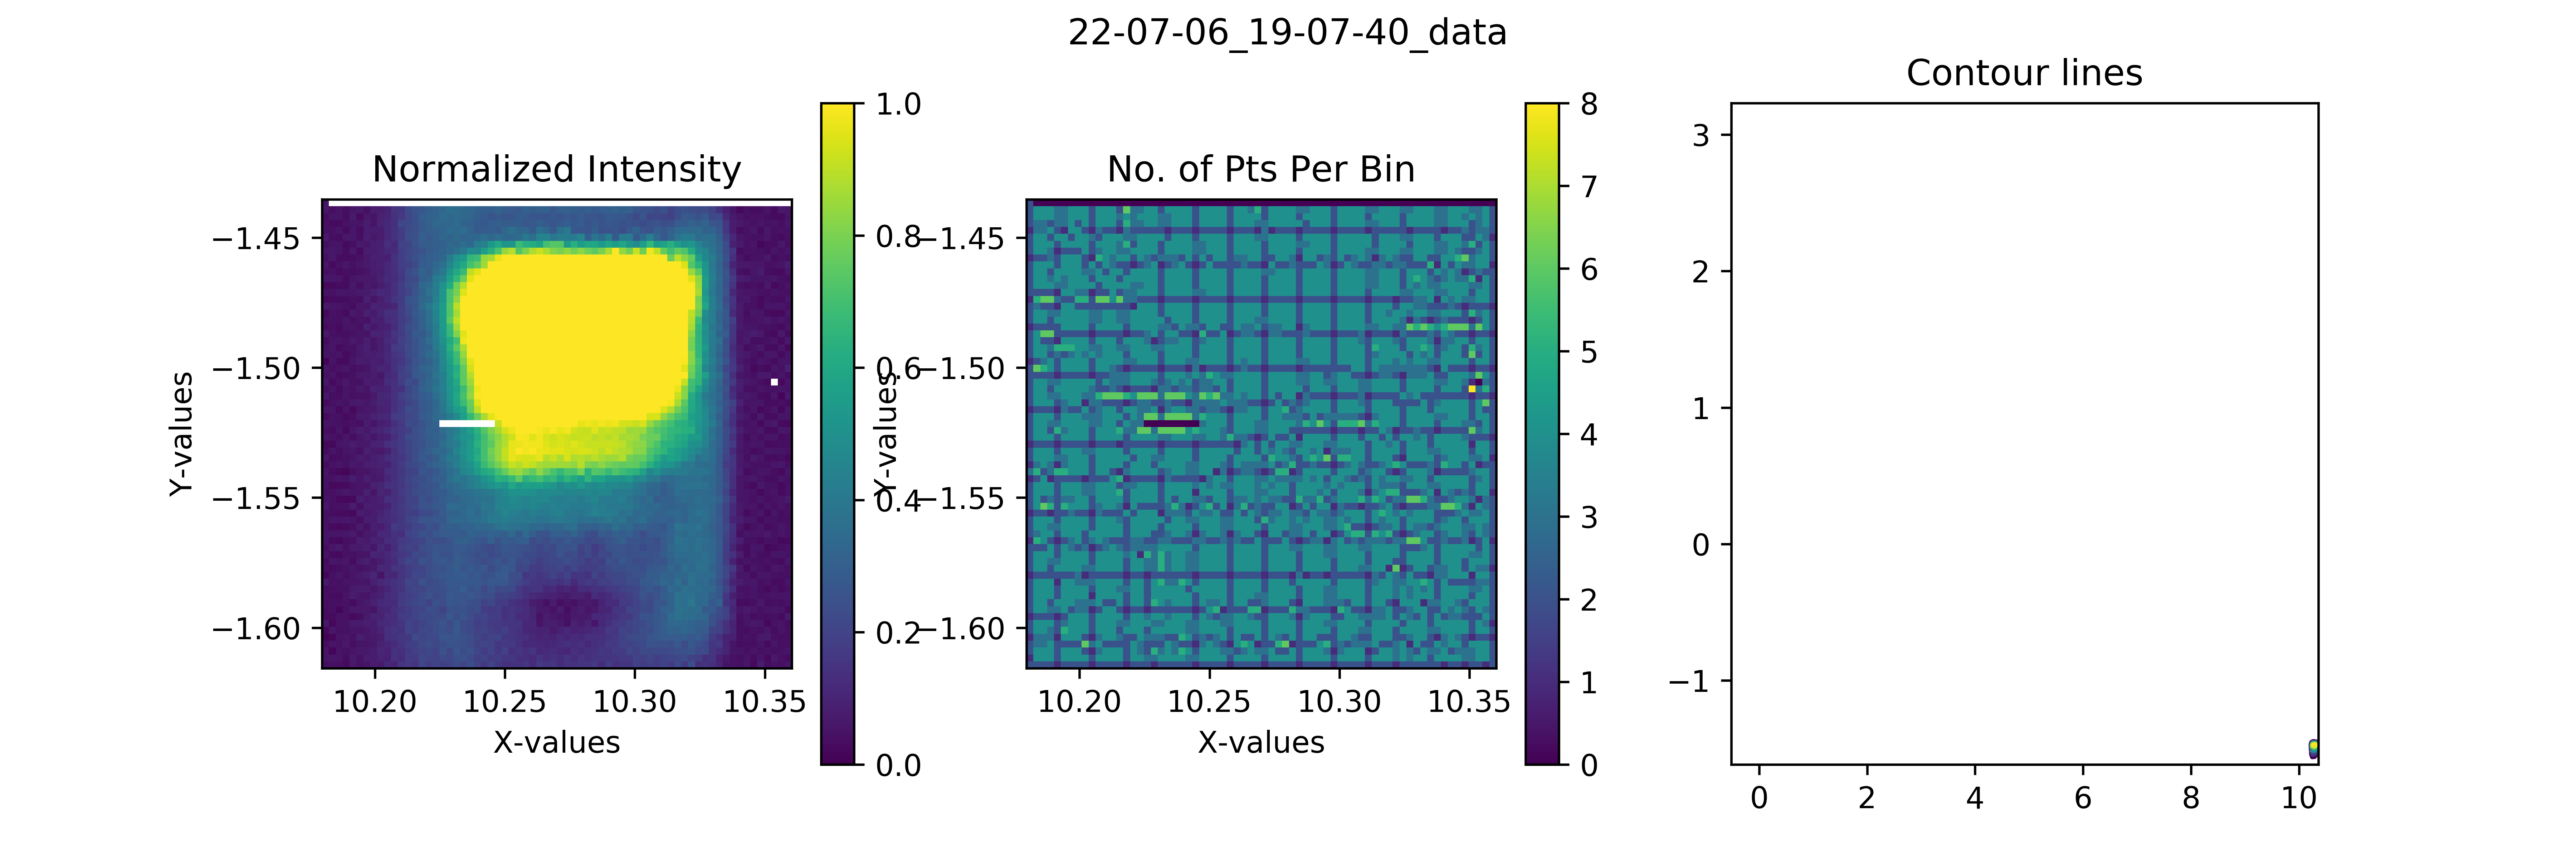 22-07-06_19-07-40_data
Normalized Intensity
Y-values
−1.45
−1.50
−1.55
−1.60
10.20 10.25 10.30 10.35
X-values
1.0
0.8
0.6
0.4
0.2
0.0
No. of Pts Per Bin
Y-values
−1.45
−1.50
−1.55
−1.60
10.20 10.25 10.30 10.35
X-values
8
7
6
5
4
3
2
1
0
Contour lines
3
2
1
0
−1
0 2 4 6 8 10